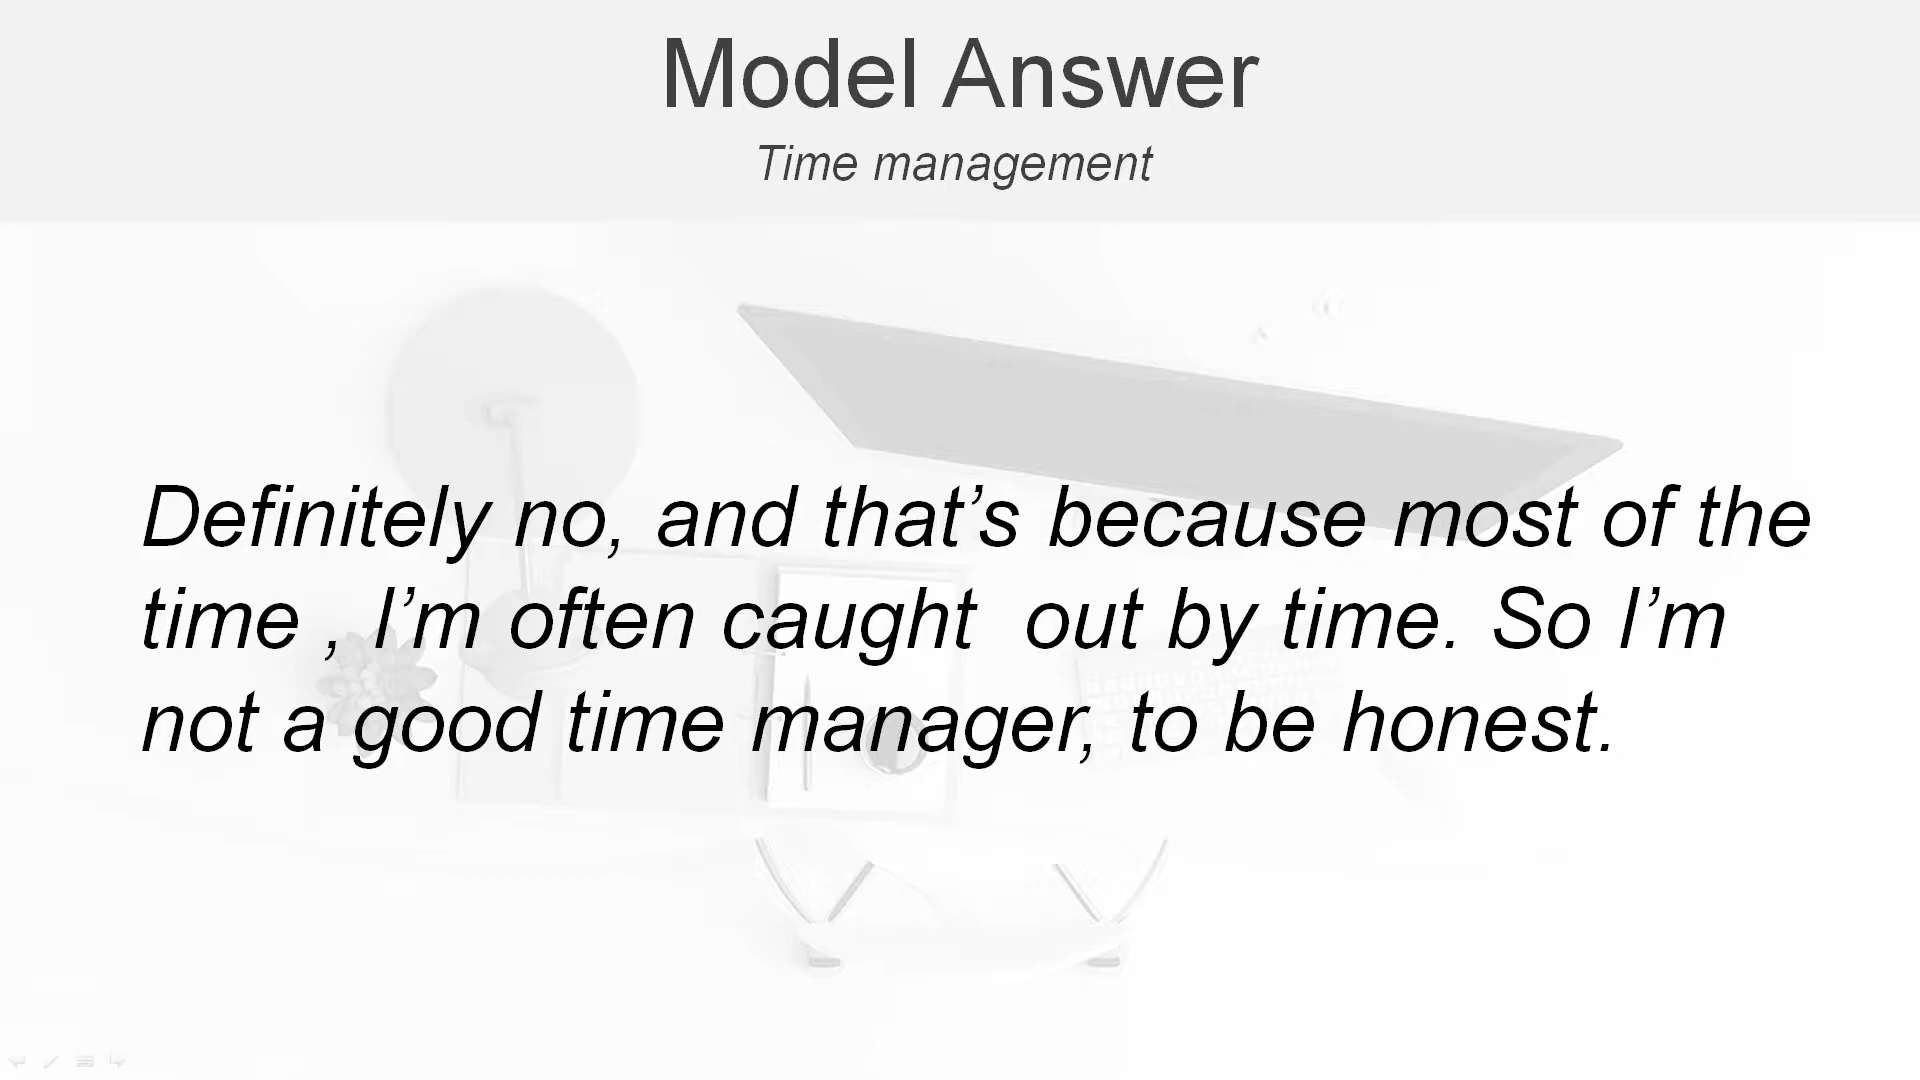 Model Answer
Time management
Definitely no, and that’s because most of the
time , I’m often caught  out by time. So I’m
not a good time manager, to be honest.